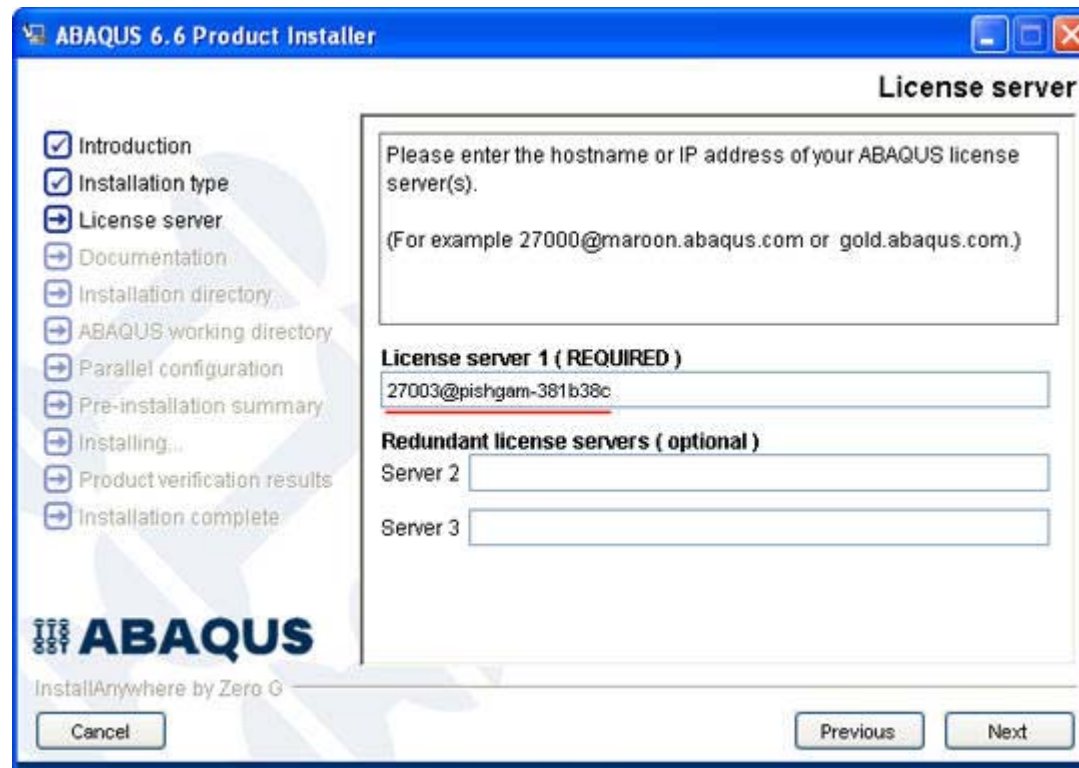 ABAQUS 6.6 Product Installer
License server
Introduction
Installation type
License server
Documentation
Installation directory
ABAQUS working directory
Parallel configuration
Pre-installation summary
Installing...
Product verification results
Installation complete
Please enter the hostname or IP address of your ABAQUS license
server(s).
(For example 27000@maroon.abaqus.com or gold.abaqus.com.)
License server 1 ( REQUIRED )
27003@pishgam-381b38c
Redundant license servers ( optional )
Server 2
Server 3
ABAQUS
InstallAnywhere by Zero G
Cancel
Previous
Next